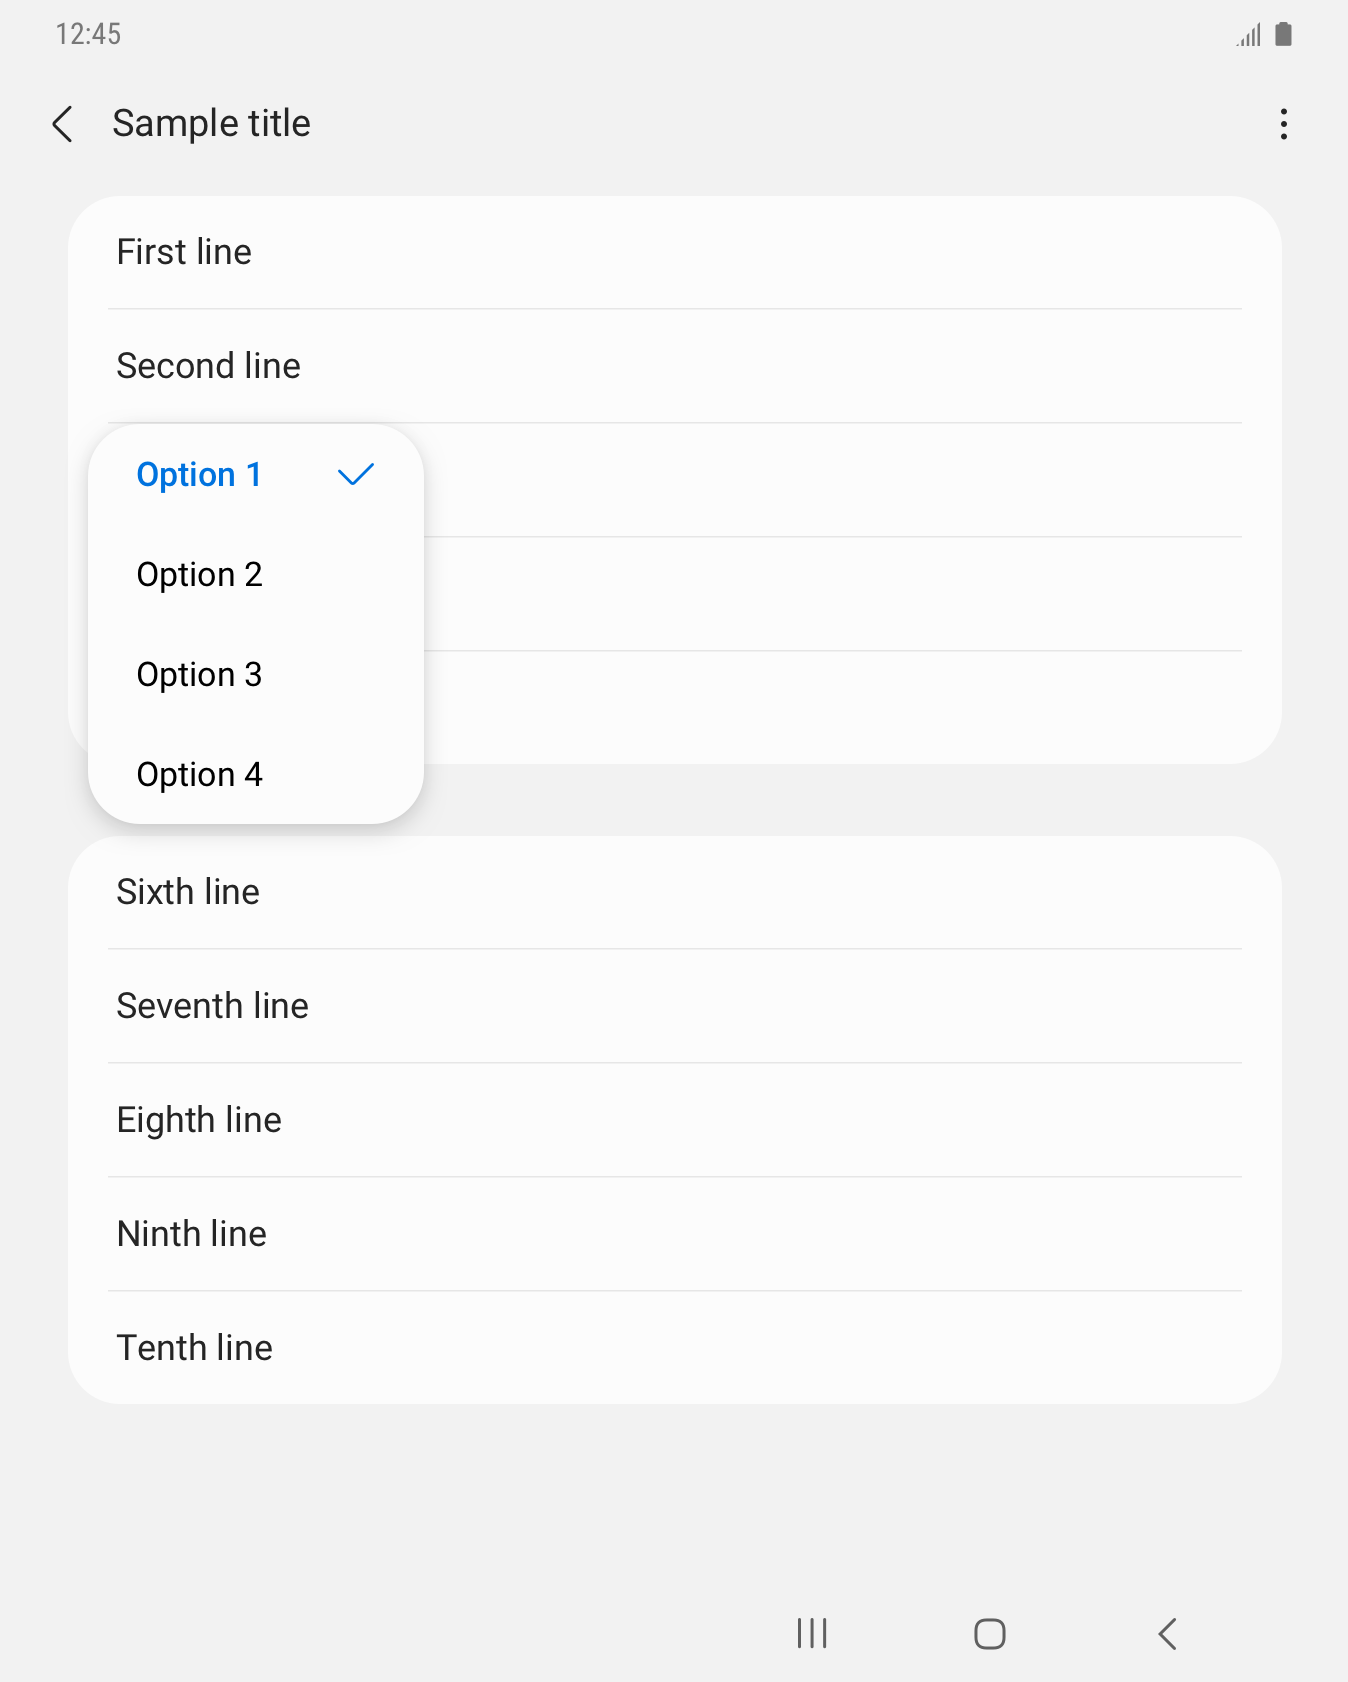 12:45
Sample title
First line
Second line
Option 1
Option 2
Option 3
Option 4
Sixth line
Seventh line
Eighth line
Ninth line
Tenth line